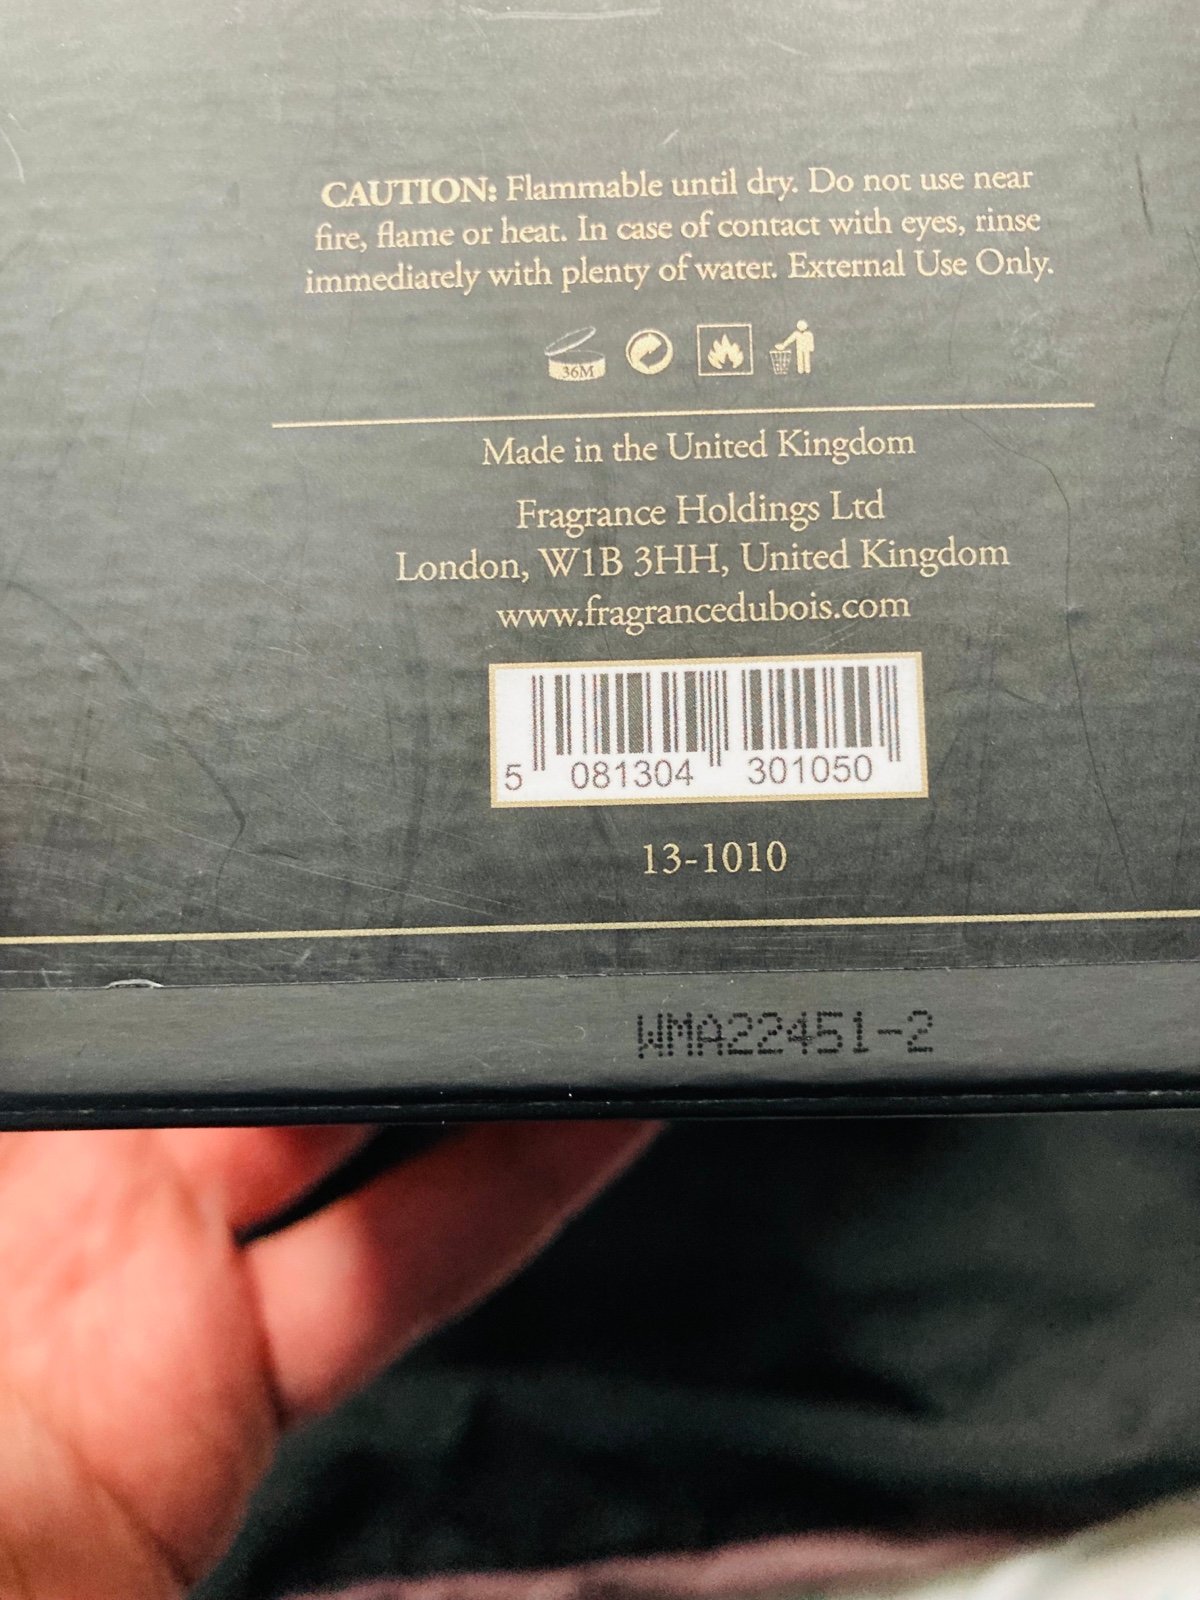 CAUTION: Flammable until dry. Do not use near
fire, flame or heat. In case of contact with eyes, rinse
immediately with plenty of water. External Use Only.
36M
Made in the United Kingdom
Fragrance Holdings Ltd
London, W1B 3HH, United Kingdom
www.fragrancedubois.com
5 081304 301050
13-1010
WMA22451-2